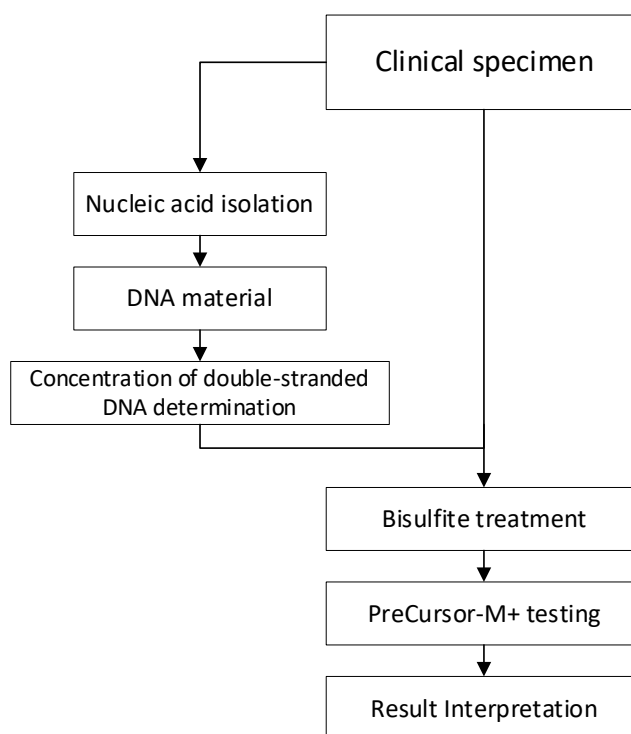 Clinical specimen
Nucleic acid isolation
DNA material
Concentration of double-stranded
DNA determination
Bisulfite treatment
PreCursor-M+ testing
Result Interpretation